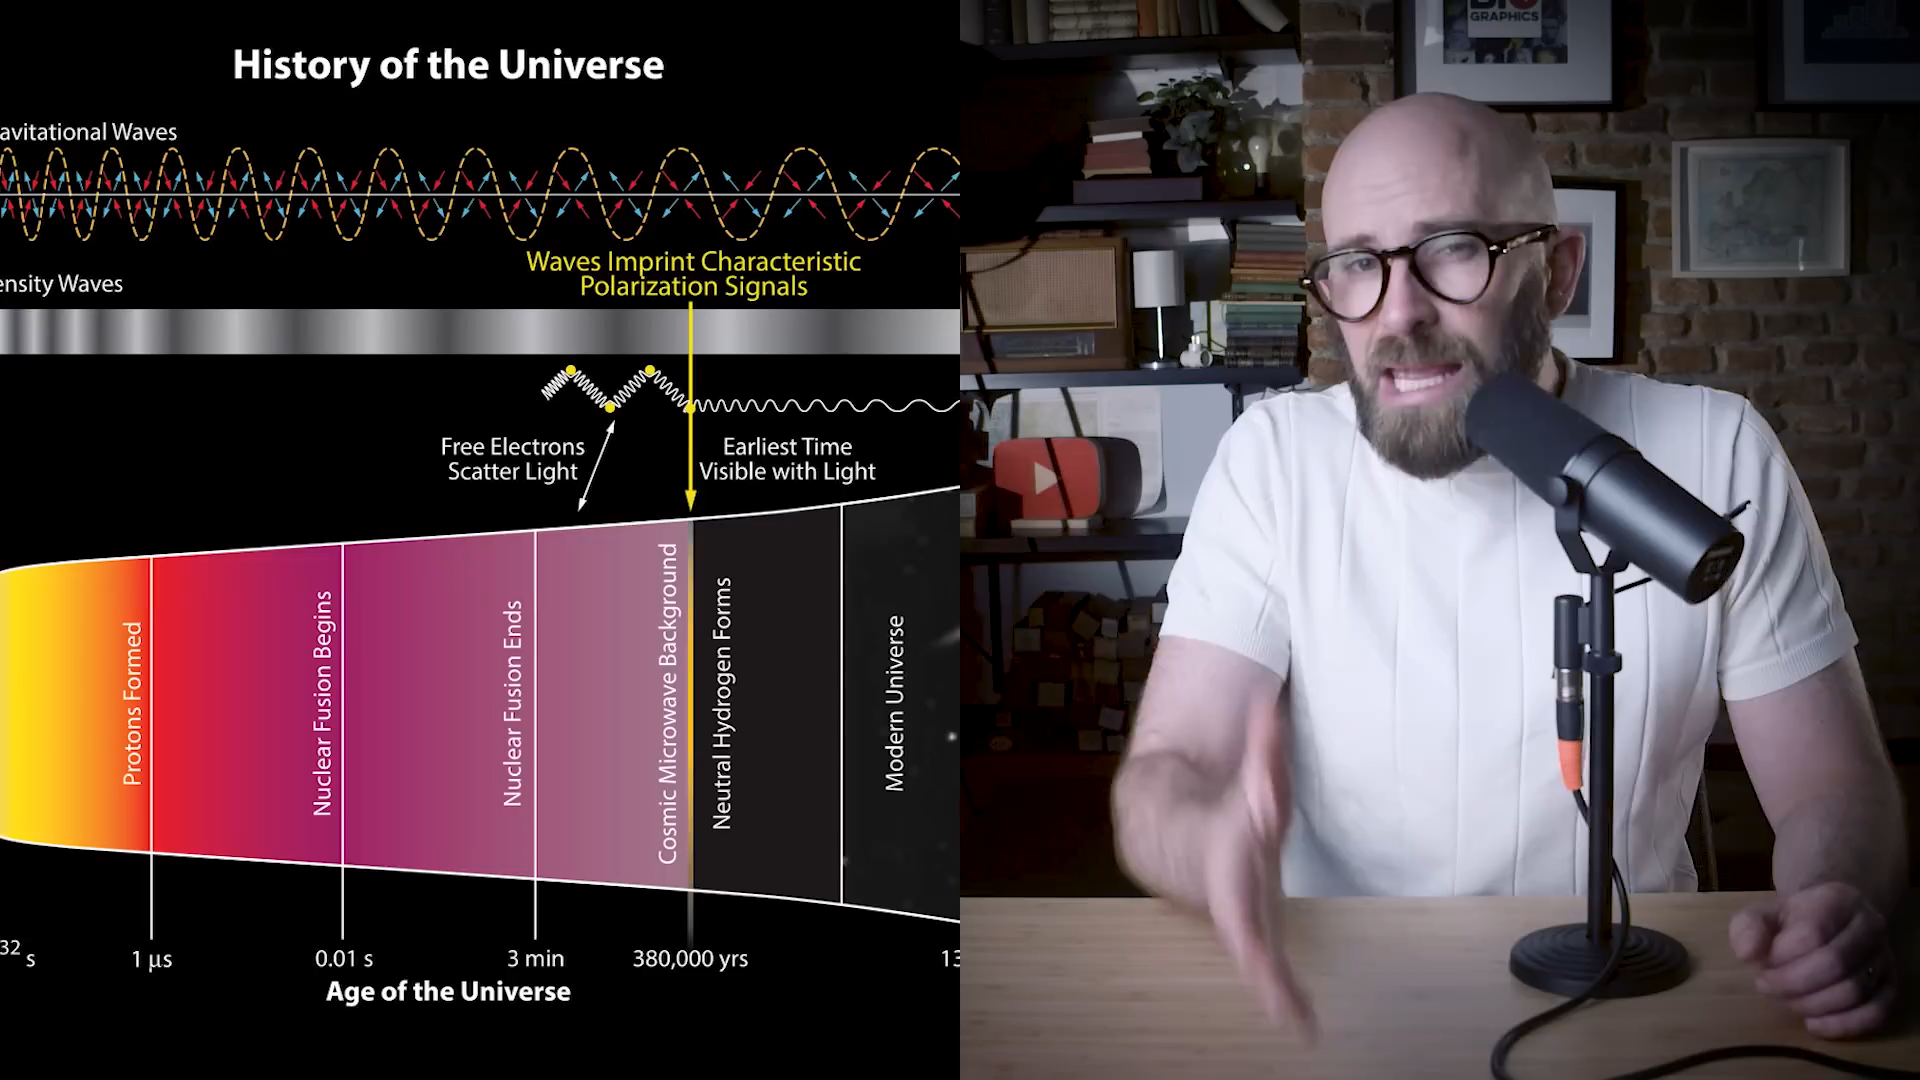 History of the Universe
avitational Waves
Waves Imprint Characteristic
Polarization Signals
ensity Waves
Free Electrons
Scatter Light
Earliest Time
Visible with Light
Protons Formed
Nuclear Fusion Begins
Nuclear Fusion Ends
Cosmic Microwave Background
Neutral Hydrogen Forms
Modern Universe
32 s
1 µs
0.01 s
3 min
380,000 yrs
13
Age of the Universe
BIO
GRAPHICS